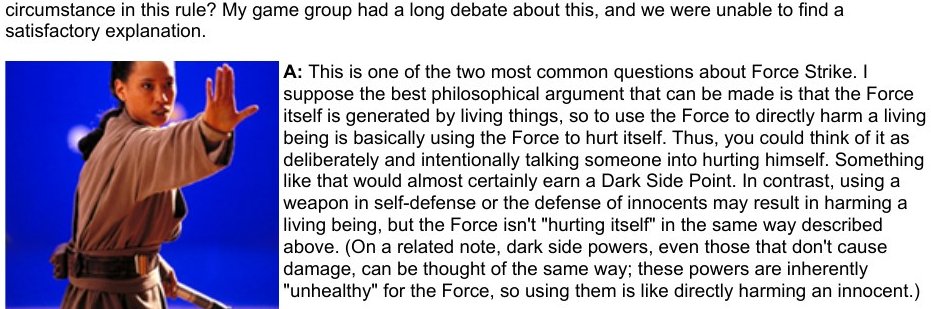 circumstance in this rule? My game group had a long debate about this, and we were unable to find a
satisfactory explanation.
A: This is one of the two most common questions about Force Strike. I
suppose the best philosophical argument that can be made is that the Force
itself is generated by living things, so to use the Force to directly harm a living
being is basically using the Force to hurt itself. Thus, you could think of it as
deliberately and intentionally talking someone into hurting himself. Something
like that would almost certainly earn a Dark Side Point. In contrast, using a
weapon in self-defense or the defense of innocents may result in harming a
living being, but the Force isn't "hurting itself" in the same way described
above. (On a related note, dark side powers, even those that don't cause
damage, can be thought of the same way; these powers are inherently
"unhealthy" for the Force, so using them is like directly harming an innocent.)